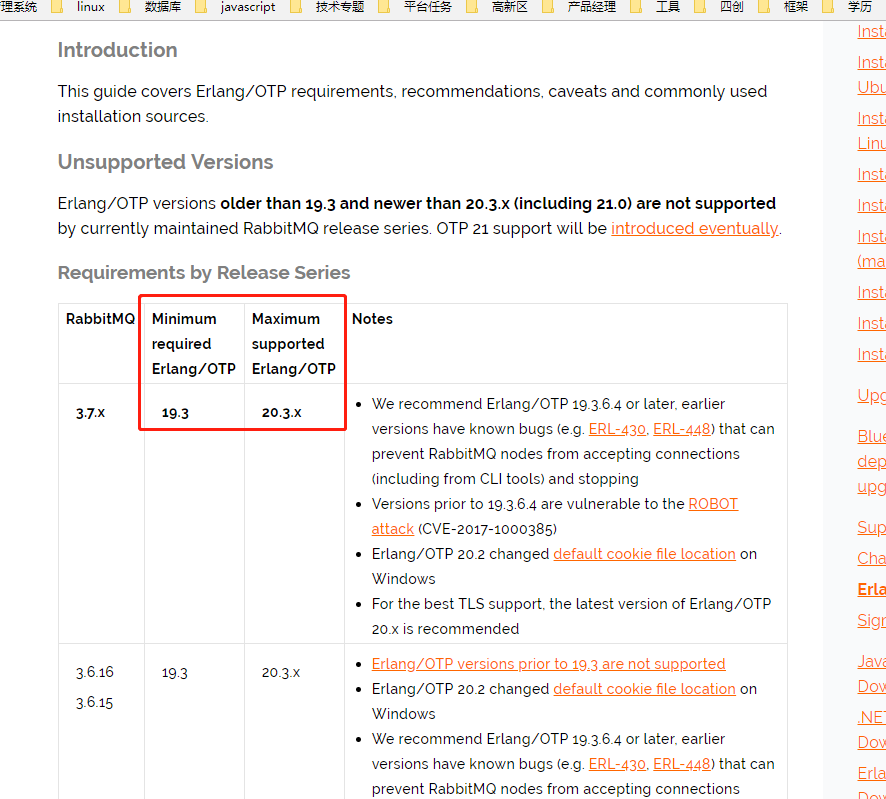 理系统 linux 数据库 javascript 技术专题 平台任务 高新区 产品经理 工具 四创 框架 学历
Introduction
This guide covers Erlang/OTP requirements, recommendations, caveats and commonly used
installation sources.
Unsupported Versions
Erlang/OTP versions older than 19.3 and newer than 20.3.x (including 21.0) are not supported
by currently maintained RabbitMQ release series. OTP 21 support will be introduced eventually.
Requirements by Release Series
RabbitMQ
Minimum
required
Erlang/OTP
Maximum
supported
Erlang/OTP
Notes
3.7.x
19.3
20.3.x
• We recommend Erlang/OTP 19.3.6.4 or later, earlier
versions have known bugs (e.g. ERL-430, ERL-448) that can
prevent RabbitMQ nodes from accepting connections
(including from CLI tools) and stopping
• Versions prior to 19.3.6.4 are vulnerable to the ROBOT
attack (CVE-2017-1000385)
• Erlang/OTP 20.2 changed default cookie file location on
Windows
• For the best TLS support, the latest version of Erlang/OTP
20.x is recommended
3.6.16
3.6.15
19.3
20.3.x
• Erlang/OTP versions prior to 19.3 are not supported
• Erlang/OTP 20.2 changed default cookie file location on
Windows
• We recommend Erlang/OTP 19.3.6.4 or later, earlier
versions have known bugs (e.g. ERL-430, ERL-448) that can
prevent RabbitMQ nodes from accepting connections
Insta
Insta
Ubu
Insta
Linu
Insta
Insta
Insta
(ma
Insta
Insta
Insta
Upg
Blue
dep
upg
Sup
Cha
Erla
Sign
Java
Dow
.NET
Dow
Erla
Dow